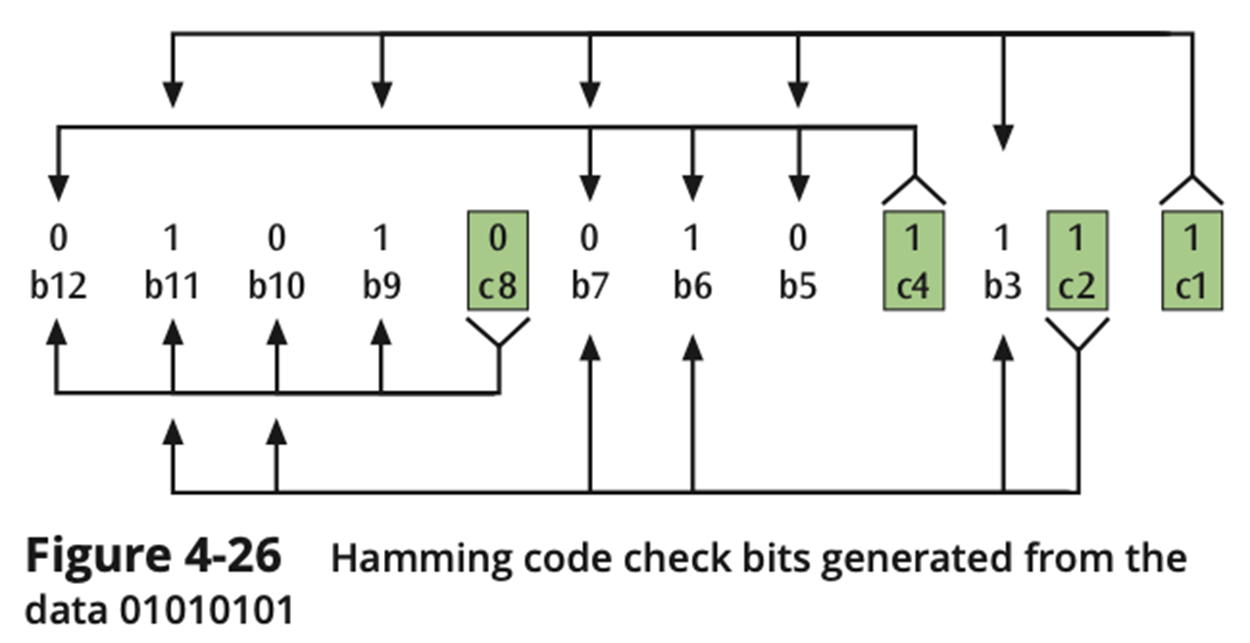 0 1 0 1 0 0 1 0 1 1 1 1
b12 b11 b10 b9 c8 b7 b6 b5 c4 b3 c2 c1
Figure 4-26 Hamming code check bits generated from the
data 01010101